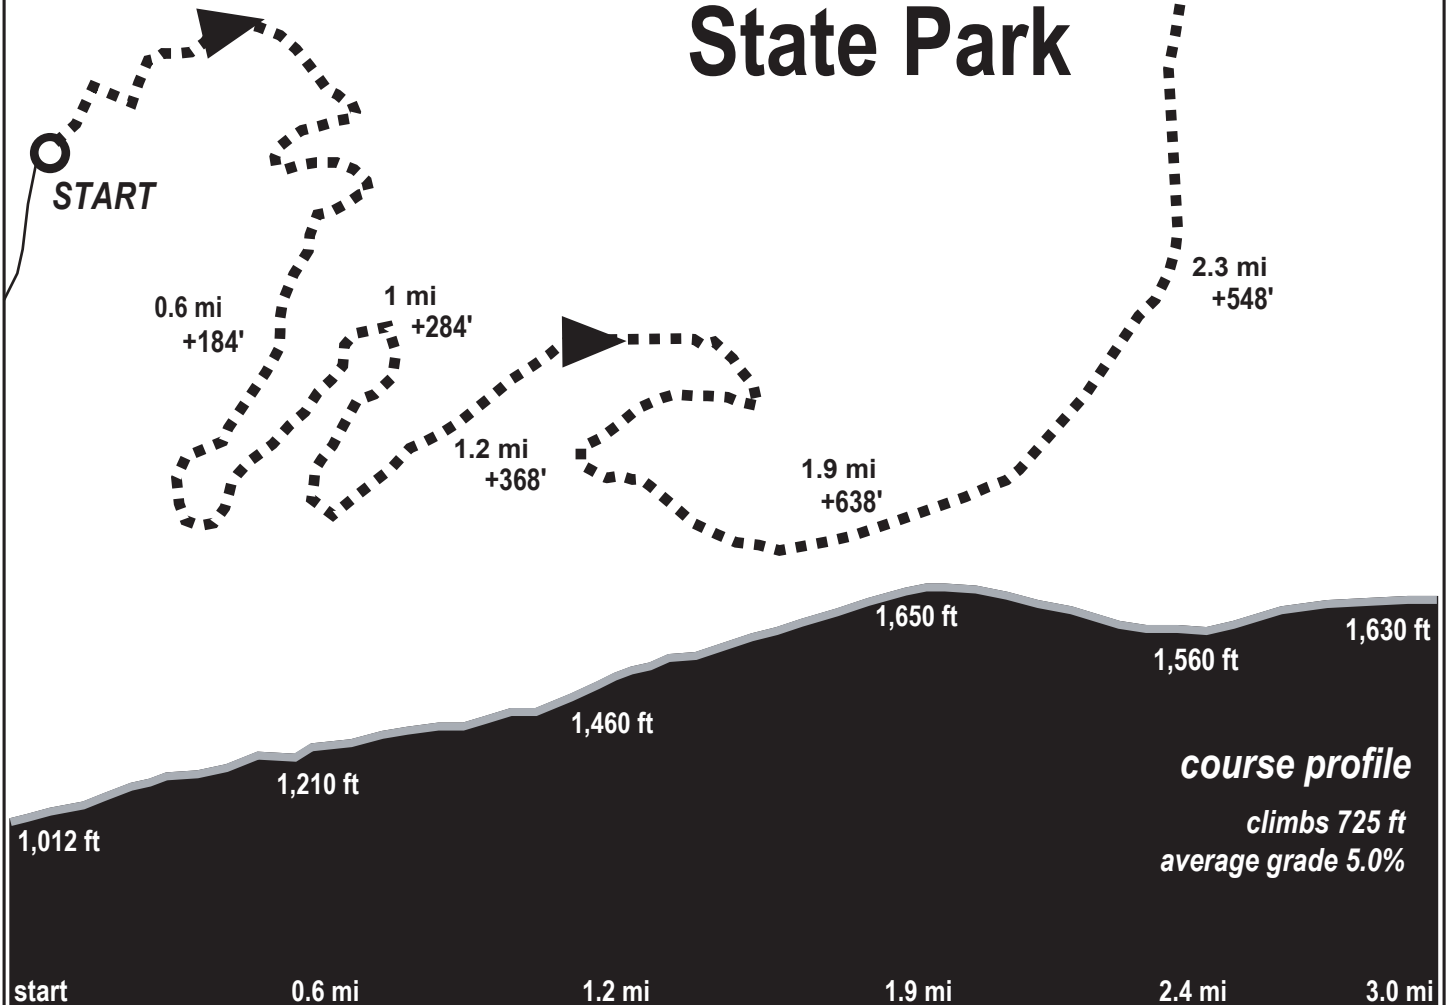 State Park
START
0.6 mi
+184'
1 mi
+284'
1.2 mi
+368'
1.9 mi
+638'
2.3 mi
+548'
1,012 ft
1,210 ft
1,460 ft
1,650 ft
1,560 ft
1,630 ft
course profile
climbs 725 ft
average grade 5.0%
start 0.6 mi 1.2 mi 1.9 mi 2.4 mi 3.0 mi